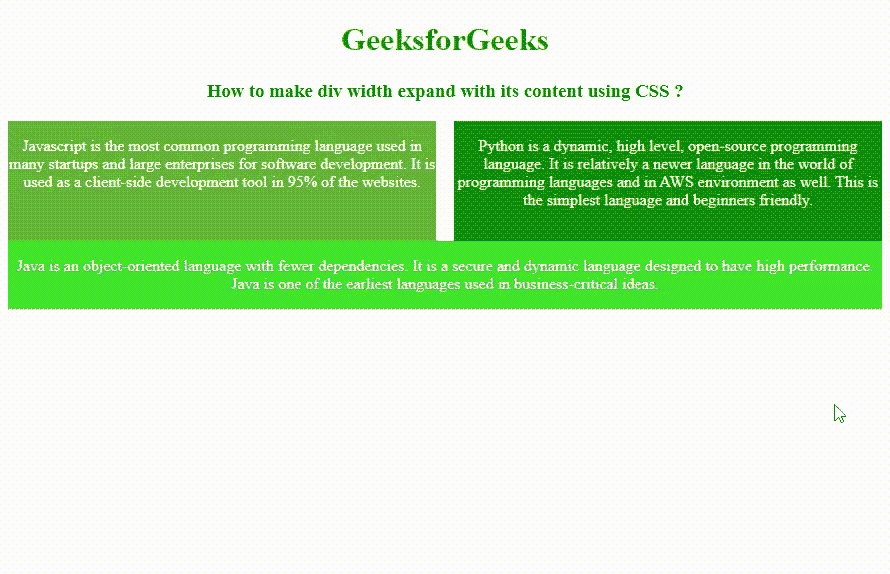 GeeksforGeeks
How to make div width expand with its content using CSS ?
Javascript is the most common programming language used in
many startups and large enterprises for software development. It is
used as a client-side development tool in 95% of the websites.
Python is a dynamic, high level, open-source programming
language. It is relatively a newer language in the world of
programming languages and in AWS environment as well. This is
the simplest language and beginners friendly.
Java is an object-oriented language with fewer dependencies. It is a secure and dynamic language designed to have high performance.
Java is one of the earliest languages used in business-critical ideas.